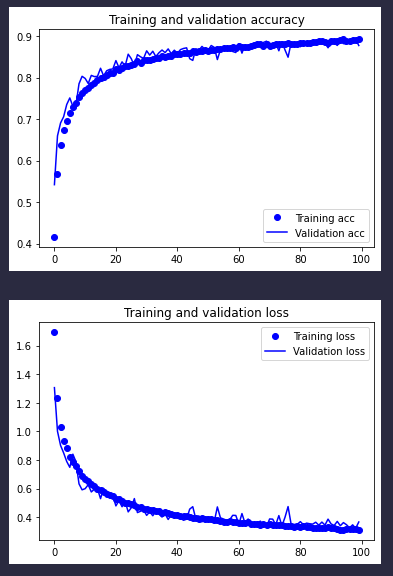 Training and validation accuracy
0.9
0.8
0.7
0.6
0.5
0.4
Training acc
Validation acc
0 20 40 60 80 100
Training and validation loss
1.6
1.4
1.2
1.0
0.8
0.6
0.4
Training loss
Validation loss
0 20 40 60 80 100